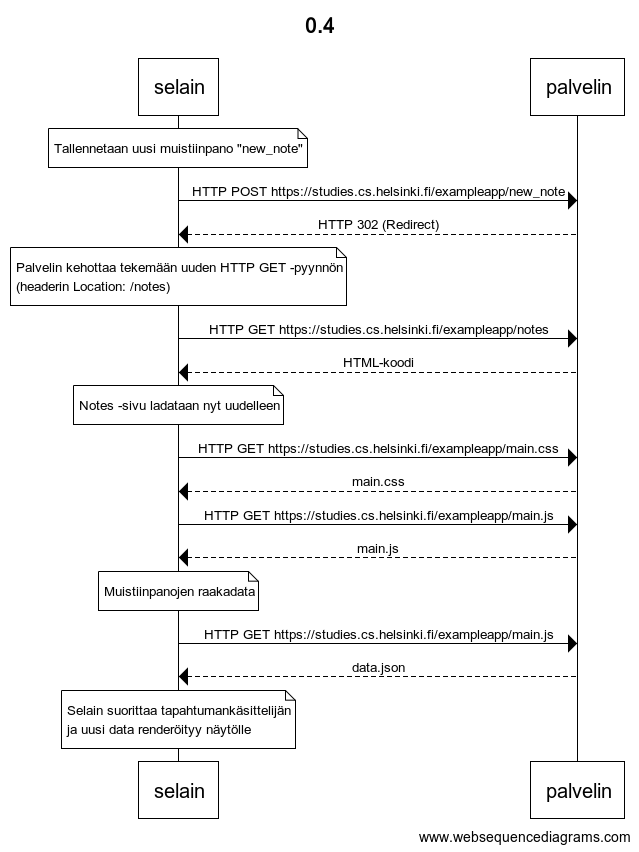 0.4
selain
palvelin
Tallennetaan uusi muistiinpano "new_note"
HTTP POST https://studies.cs.helsinki.fi/exampleapp/new_note
HTTP 302 (Redirect)
Palvelin kehottaa tekemään uuden HTTP GET -pyynnön
(headerin Location: /notes)
HTTP GET https://studies.cs.helsinki.fi/exampleapp/notes
HTML-koodi
Notes -sivu ladataan nyt uudelleen
HTTP GET https://studies.cs.helsinki.fi/exampleapp/main.css
main.css
HTTP GET https://studies.cs.helsinki.fi/exampleapp/main.js
main.js
Muistiinpanojen raakadata
HTTP GET https://studies.cs.helsinki.fi/exampleapp/main.js
data.json
Selain suorittaa tapahtumankäsittelijän
ja uusi data renderöityy näytölle
selain
palvelin
www.websequencediagrams.com